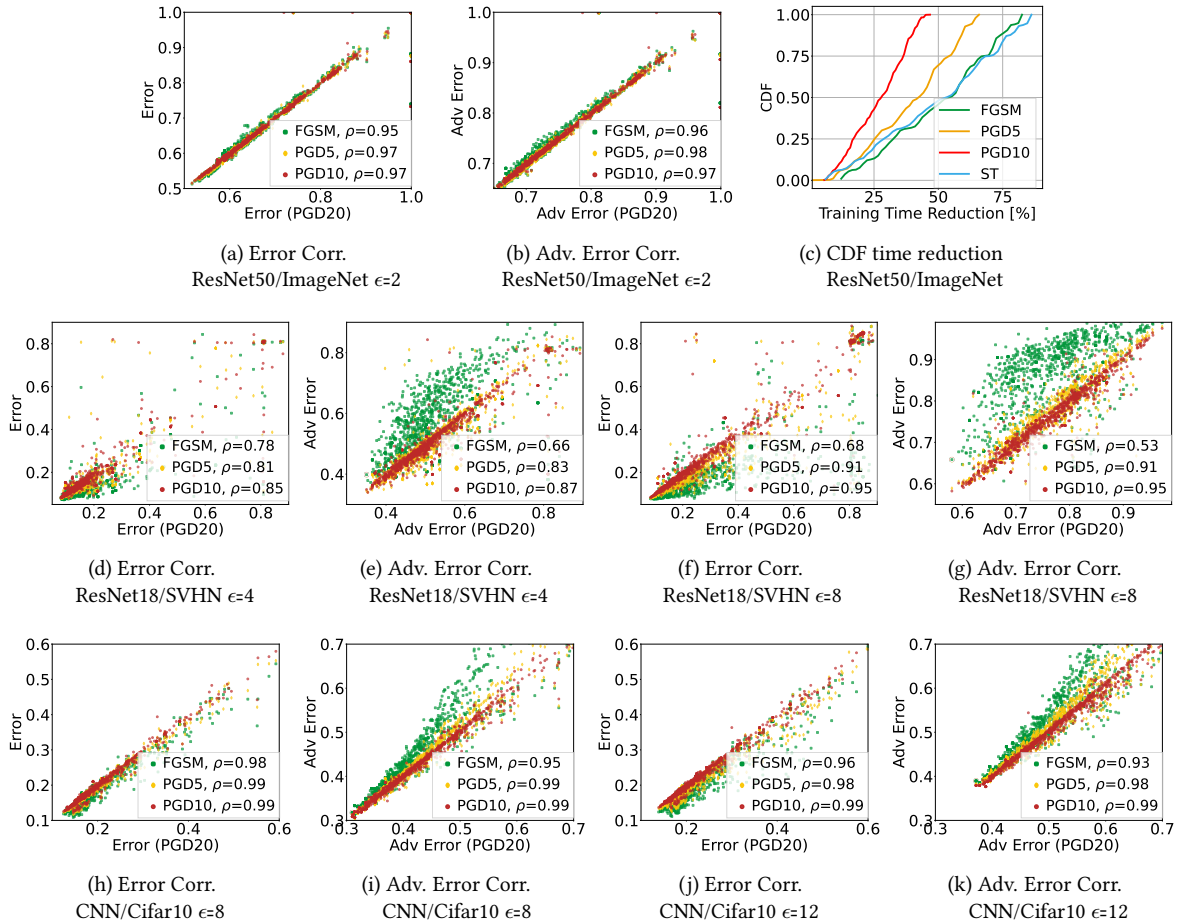 1.0
0.9
0.8
0.7
0.6
0.5
Error
FGSM, ρ=0.95
PGD5, ρ=0.97
PGD10, ρ=0.97
0.6 0.8 1.0
Error (PGD20)
(a) Error Corr.
ResNet50/ImageNet ϵ=2
1.0
0.9
0.8
0.7
Adv Error
FGSM, ρ=0.96
PGD5, ρ=0.98
PGD10, ρ=0.97
0.7 0.8 0.9 1.0
Adv Error (PGD20)
(b) Adv. Error Corr.
ResNet50/ImageNet ϵ=2
1.00
0.75
0.50
0.25
0.00
CDF
FGSM
PGD5
PGD10
ST
25 50 75
Training Time Reduction [%]
(c) CDF time reduction
ResNet50/ImageNet
0.8
0.6
0.4
0.2
Error
FGSM, ρ=0.78
PGD5, ρ=0.81
PGD10, ρ=0.85
0.2 0.4 0.6 0.8
Error (PGD20)
(d) Error Corr.
ResNet18/SVHN ϵ=4
0.8
0.6
0.4
Adv Error
FGSM, ρ=0.66
PGD5, ρ=0.83
PGD10, ρ=0.87
0.4 0.5 0.6 0.7 0.8
Adv Error (PGD20)
(e) Adv. Error Corr.
ResNet18/SVHN ϵ=4
0.8
0.6
0.4
0.2
Error
FGSM, ρ=0.68
PGD5, ρ=0.91
PGD10, ρ=0.95
0.2 0.4 0.6 0.8
Error (PGD20)
(f) Error Corr.
ResNet18/SVHN ϵ=8
0.9
0.8
0.7
0.6
Adv Error
FGSM, ρ=0.53
PGD5, ρ=0.91
PGD10, ρ=0.95
0.6 0.7 0.8 0.9
Adv Error (PGD20)
(g) Adv. Error Corr.
ResNet18/SVHN ϵ=8
0.6
0.5
0.4
0.3
0.2
0.1
Error
FGSM, ρ=0.98
PGD5, ρ=0.99
PGD10, ρ=0.99
0.2 0.4 0.6
Error (PGD20)
(h) Error Corr.
CNN/Cifar10 ϵ=8
0.7
0.6
0.5
0.4
0.3
Adv Error
FGSM, ρ=0.95
PGD5, ρ=0.99
PGD10, ρ=0.99
0.3 0.4 0.5 0.6 0.7
Adv Error (PGD20)
(i) Adv. Error Corr.
CNN/Cifar10 ϵ=8
0.6
0.5
0.4
0.3
0.2
0.1
Error
FGSM, ρ=0.96
PGD5, ρ=0.98
PGD10, ρ=0.99
0.2 0.4 0.6
Error (PGD20)
(j) Error Corr.
CNN/Cifar10 ϵ=12
0.7
0.6
0.5
0.4
0.3
Adv Error
FGSM, ρ=0.93
PGD5, ρ=0.98
PGD10, ρ=0.99
0.3 0.4 0.5 0.6 0.7
Adv Error (PGD20)
(k) Adv. Error Corr.
CNN/Cifar10 ϵ=12